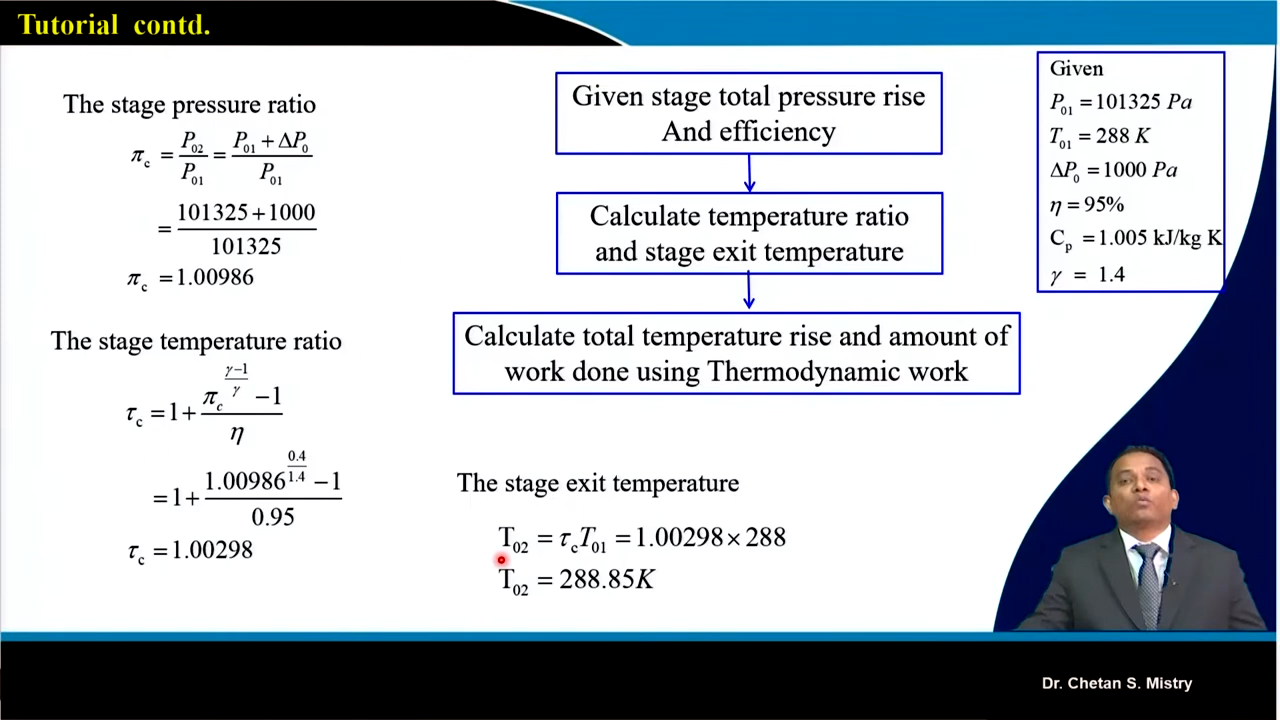 Tutorial contd.
The stage pressure ratio
π_c = P_02 / P_01 = (P_01 + ΔP_0) / P_01
= (101325 + 1000) / 101325
π_c = 1.00986
The stage temperature ratio
τ_c = 1 + (π_c^((γ−1)/γ) − 1) / η
= 1 + (1.00986^(0.4/1.4) − 1) / 0.95
τ_c = 1.00298
Given stage total pressure rise
And efficiency
Calculate temperature ratio
and stage exit temperature
Calculate total temperature rise and amount of
work done using Thermodynamic work
The stage exit temperature
T_02 = τ_c T_01 = 1.00298 × 288
T_02 = 288.85K
Given
P_01 = 101325 Pa
T_01 = 288 K
ΔP_0 = 1000 Pa
η = 95%
C_p = 1.005 kJ/kg K
γ = 1.4
Dr. Chetan S. Mistry